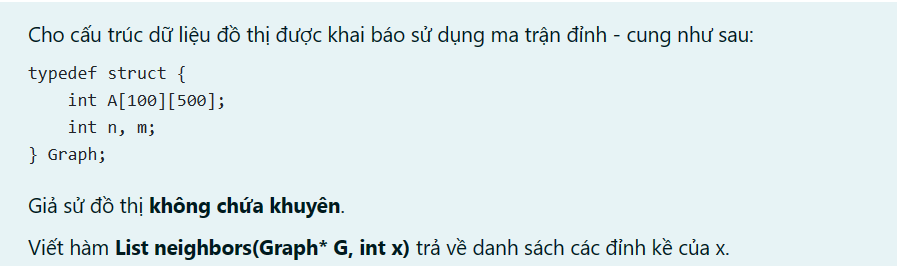 Cho cấu trúc dữ liệu đồ thị được khai báo sử dụng ma trận đỉnh - cung như sau:
typedef struct {
    int A[100][500];
    int n, m;
} Graph;
Giả sử đồ thị không chứa khuyên.
Viết hàm List neighbors(Graph* G, int x) trả về danh sách các đỉnh kề của x.